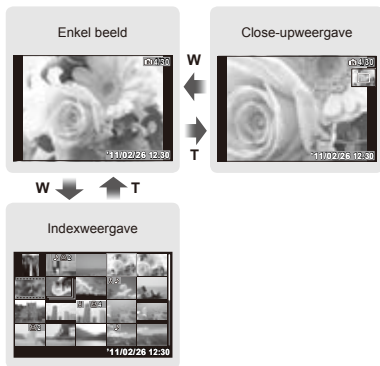 Enkel beeld
Close-upweergave
4/30
'11/02/26 12:30
W
T
4/30
'11/02/26 12:30
W
T
Indexweergave
'11/02/26 12:30